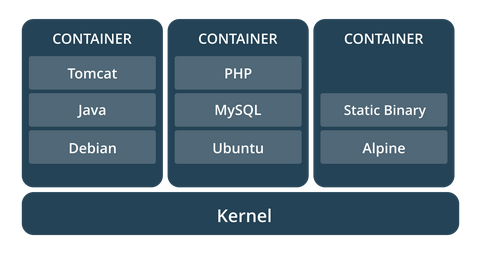 CONTAINER
Tomcat
Java
Debian
CONTAINER
PHP
MySQL
Ubuntu
CONTAINER
Static Binary
Alpine
Kernel